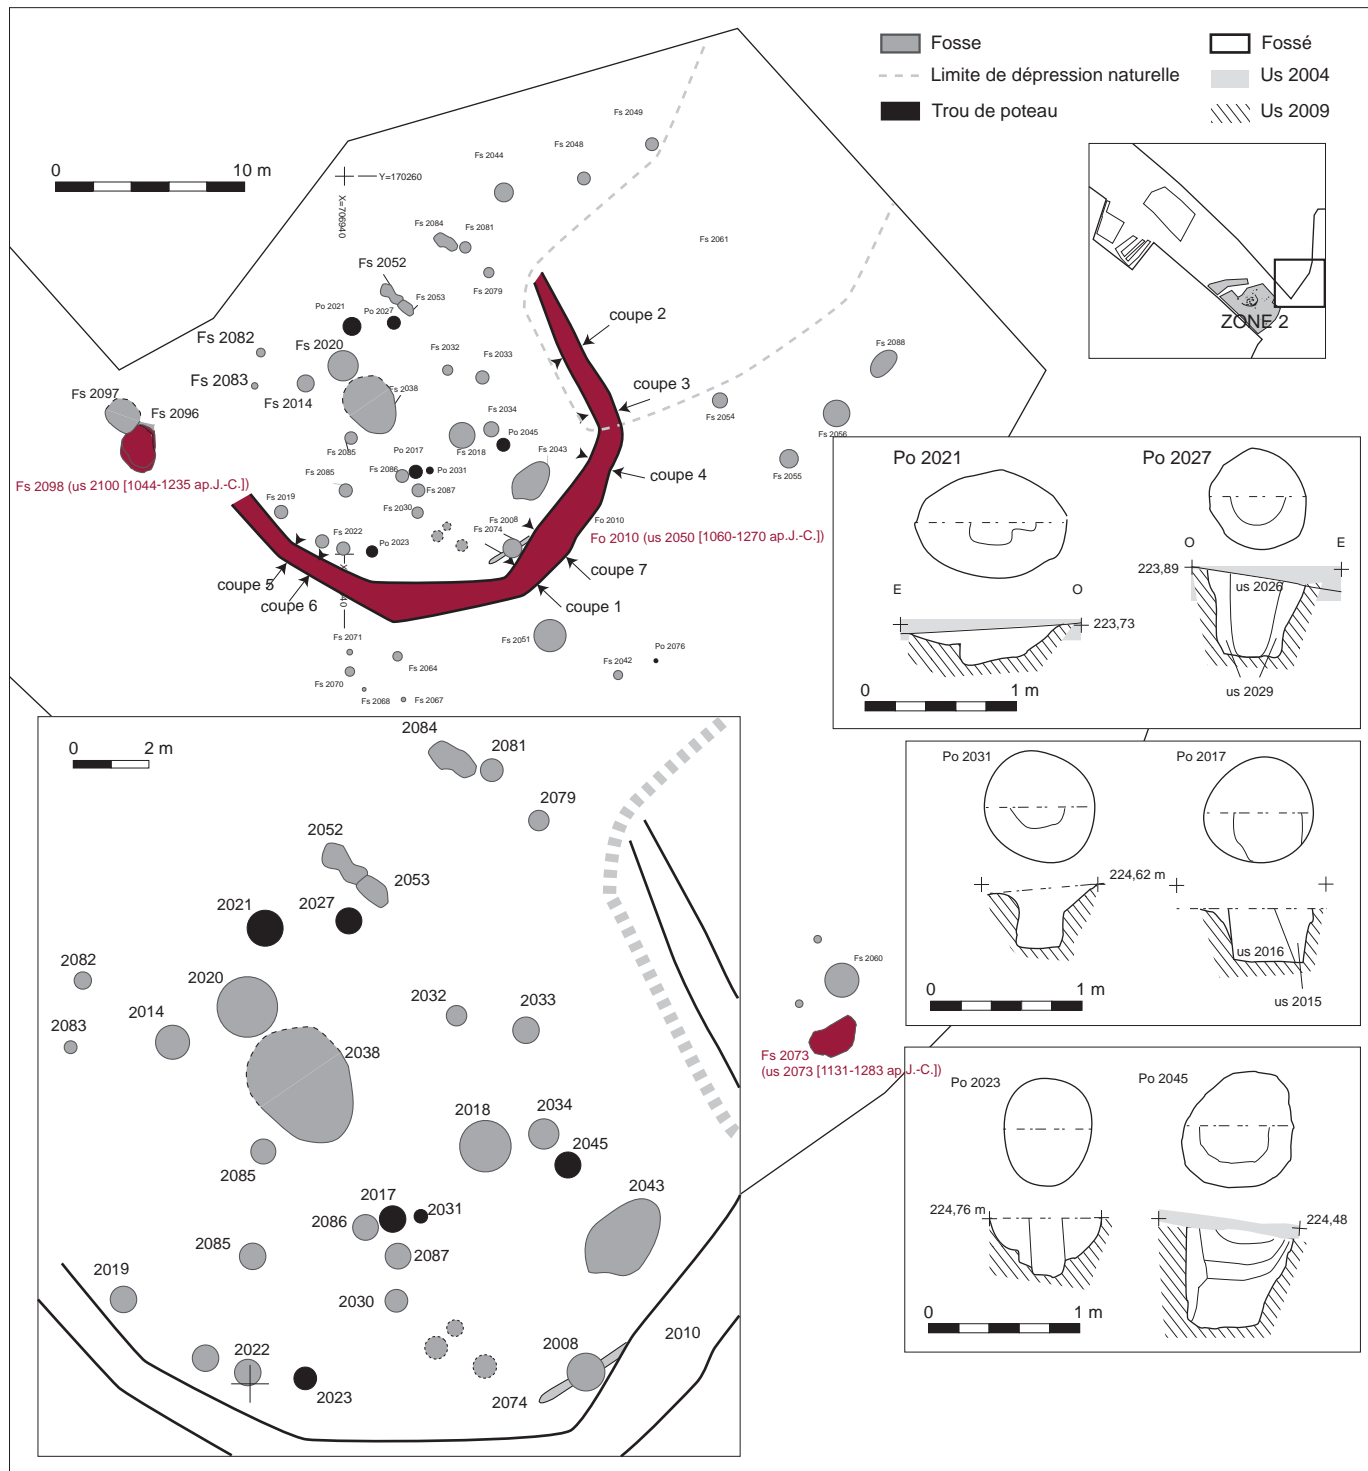 Fosse
Fossé
Limite de dépression naturelle
Us 2004
Trou de poteau
Us 2009
0
10 m
Y=170260
X=706940
ZONE 2
Fs 2049
Fs 2048
Fs 2044
Fs 2084
Fs 2081
Fs 2061
Fs 2052
Fs 2053
Fs 2079
Po 2021
Po 2027
coupe 2
Fs 2082
Fs 2020
Fs 2032
Fs 2033
Fs 2088
Fs 2083
Fs 2014
Fs 2038
coupe 3
Fs 2097
Fs 2096
Fs 2034
Fs 2054
Po 2045
Fs 2056
Fs 2085
Po 2017
Fs 2018
Fs 2043
Fs 2085
Fs 2086
Po 2031
coupe 4
Fs 2055
Fs 2098 (us 2100 [1044-1235 ap.J.-C.])
Fs 2087
Fs 2019
Fs 2030
Fs 2008
Fo 2010
Fs 2074
Fo 2010 (us 2050 [1060-1270 ap.J.-C.])
Fs 2022
Po 2023
coupe 7
coupe 5
coupe 6
coupe 1
Fs 2071
Fs 2051
Po 2076
Fs 2064
Fs 2042
Fs 2070
Fs 2068
Fs 2067
Po 2021
Po 2027
O
E
223,89
us 2026
E
O
223,73
us 2029
0
1 m
Po 2031
Po 2017
224,62 m
us 2016
us 2015
0
1 m
Po 2023
Po 2045
224,76 m
224,48
0
1 m
Fs 2060
Fs 2073
(us 2073 [1131-1283 ap.J.-C.])
0
2 m
2084
2081
2079
2052
2053
2021
2027
2082
2020
2032
2033
2014
2083
2038
2018
2034
2045
2085
2017
2031
2043
2086
2085
2087
2019
2030
2010
2022
2008
2023
2074